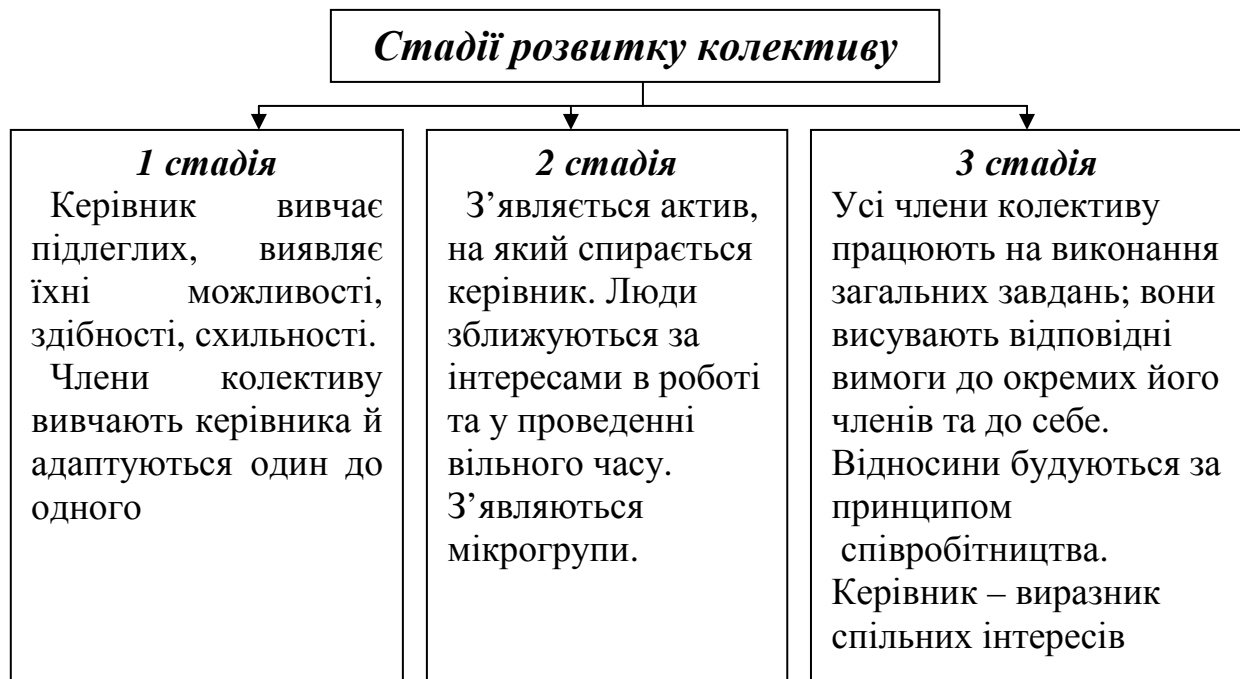 Стадії розвитку колективу
1 стадія
Керівник вивчає
підлеглих, виявляє
їхні можливості,
здібності, схильності.
Члени колективу
вивчають керівника й
адаптуються один до
одного
2 стадія
З’являється актив,
на який спирається
керівник. Люди
зближуються за
інтересами в роботі
та у проведенні
вільного часу.
З’являються
мікрогрупи.
3 стадія
Усі члени колективу
працюють на виконання
загальних завдань; вони
висувають відповідні
вимоги до окремих його
членів та до себе.
Відносини будуються за
принципом
співробітництва.
Керівник – виразник
спільних інтересів